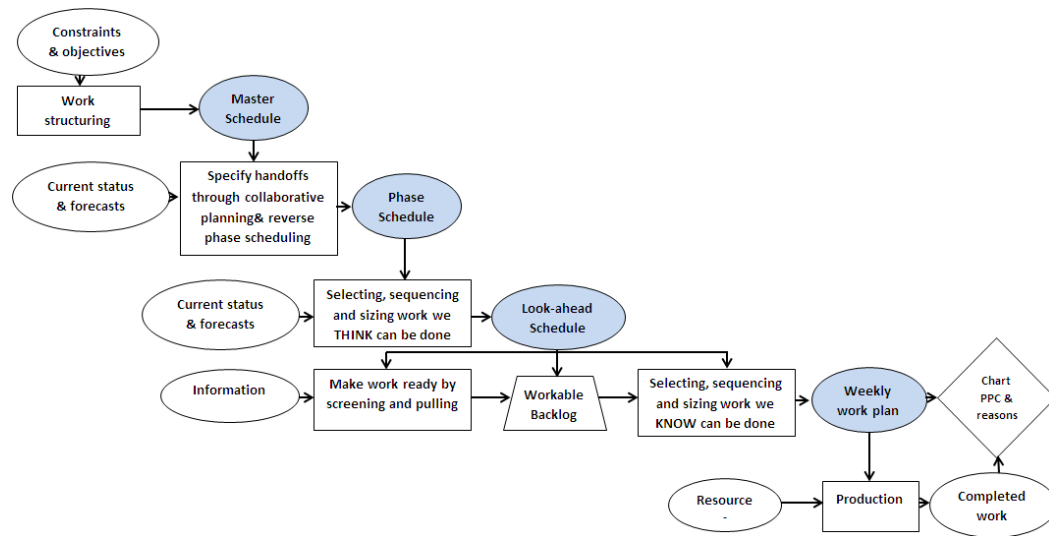 Constraints
& objectives
Work
structuring
Master
Schedule
Current status
& forecasts
Specify handoffs
through collaborative
planning& reverse
phase scheduling
Phase
Schedule
Current status
& forecasts
Selecting, sequencing
and sizing work we
THINK can be done
Look-ahead
Schedule
Information
Make work ready by
screening and pulling
Workable
Backlog
Selecting, sequencing
and sizing work we
KNOW can be done
Weekly
work plan
Chart
PPC &
reasons
Resource
-
Production
Completed
work